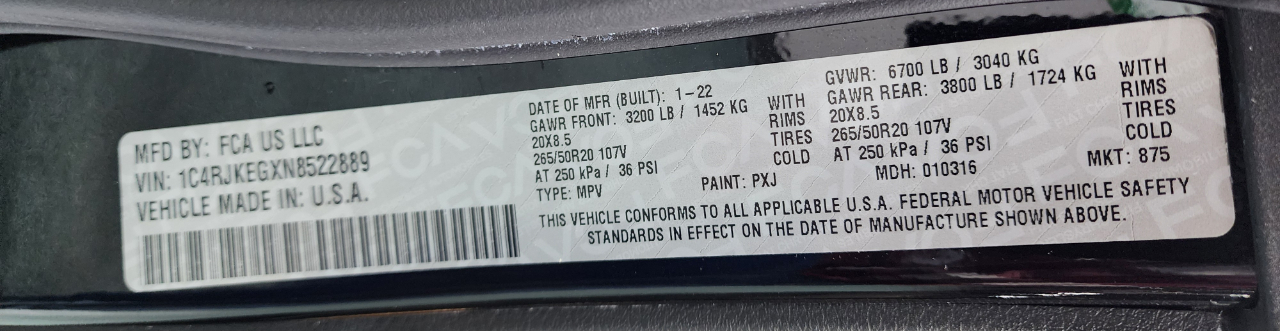 MFD BY: FCA US LLC
VIN: 1C4RJKEGXN8522889
VEHICLE MADE IN: U.S.A.
DATE OF MFR (BUILT): 1-22
GAWR FRONT: 3200 LB / 1452 KG WITH
20X8.5 RIMS
265/50R20 107V TIRES
AT 250 kPa / 36 PSI COLD
TYPE: MPV PAINT: PXJ
GVWR: 6700 LB / 3040 KG
GAWR REAR: 3800 LB / 1724 KG WITH
20X8.5 RIMS
265/50R20 107V TIRES
AT 250 kPa / 36 PSI COLD
MDH: 010316 MKT: 875
THIS VEHICLE CONFORMS TO ALL APPLICABLE U.S.A. FEDERAL MOTOR VEHICLE SAFETY
STANDARDS IN EFFECT ON THE DATE OF MANUFACTURE SHOWN ABOVE.